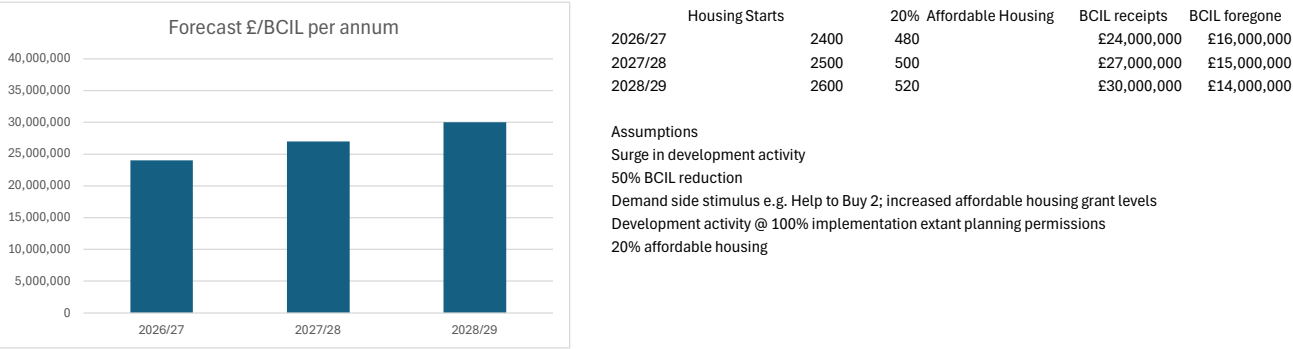 Forecast £/BCIL per annum
40,000,000
35,000,000
30,000,000
25,000,000
20,000,000
15,000,000
10,000,000
5,000,000
0
2026/27 2027/28 2028/29
Housing Starts 20% Affordable Housing BCIL receipts BCIL foregone
2026/27 2400 480 £24,000,000 £16,000,000
2027/28 2500 500 £27,000,000 £15,000,000
2028/29 2600 520 £30,000,000 £14,000,000
Assumptions
Surge in development activity
50% BCIL reduction
Demand side stimulus e.g. Help to Buy 2; increased affordable housing grant levels
Development activity @ 100% implementation extant planning permissions
20% affordable housing